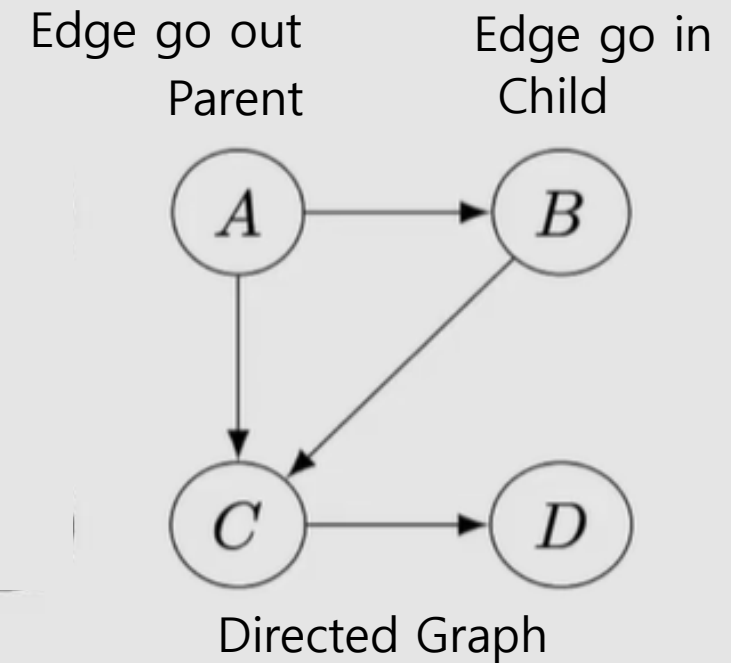 Edge go out
Edge go in
Parent
Child
A
B
C
D
Directed Graph